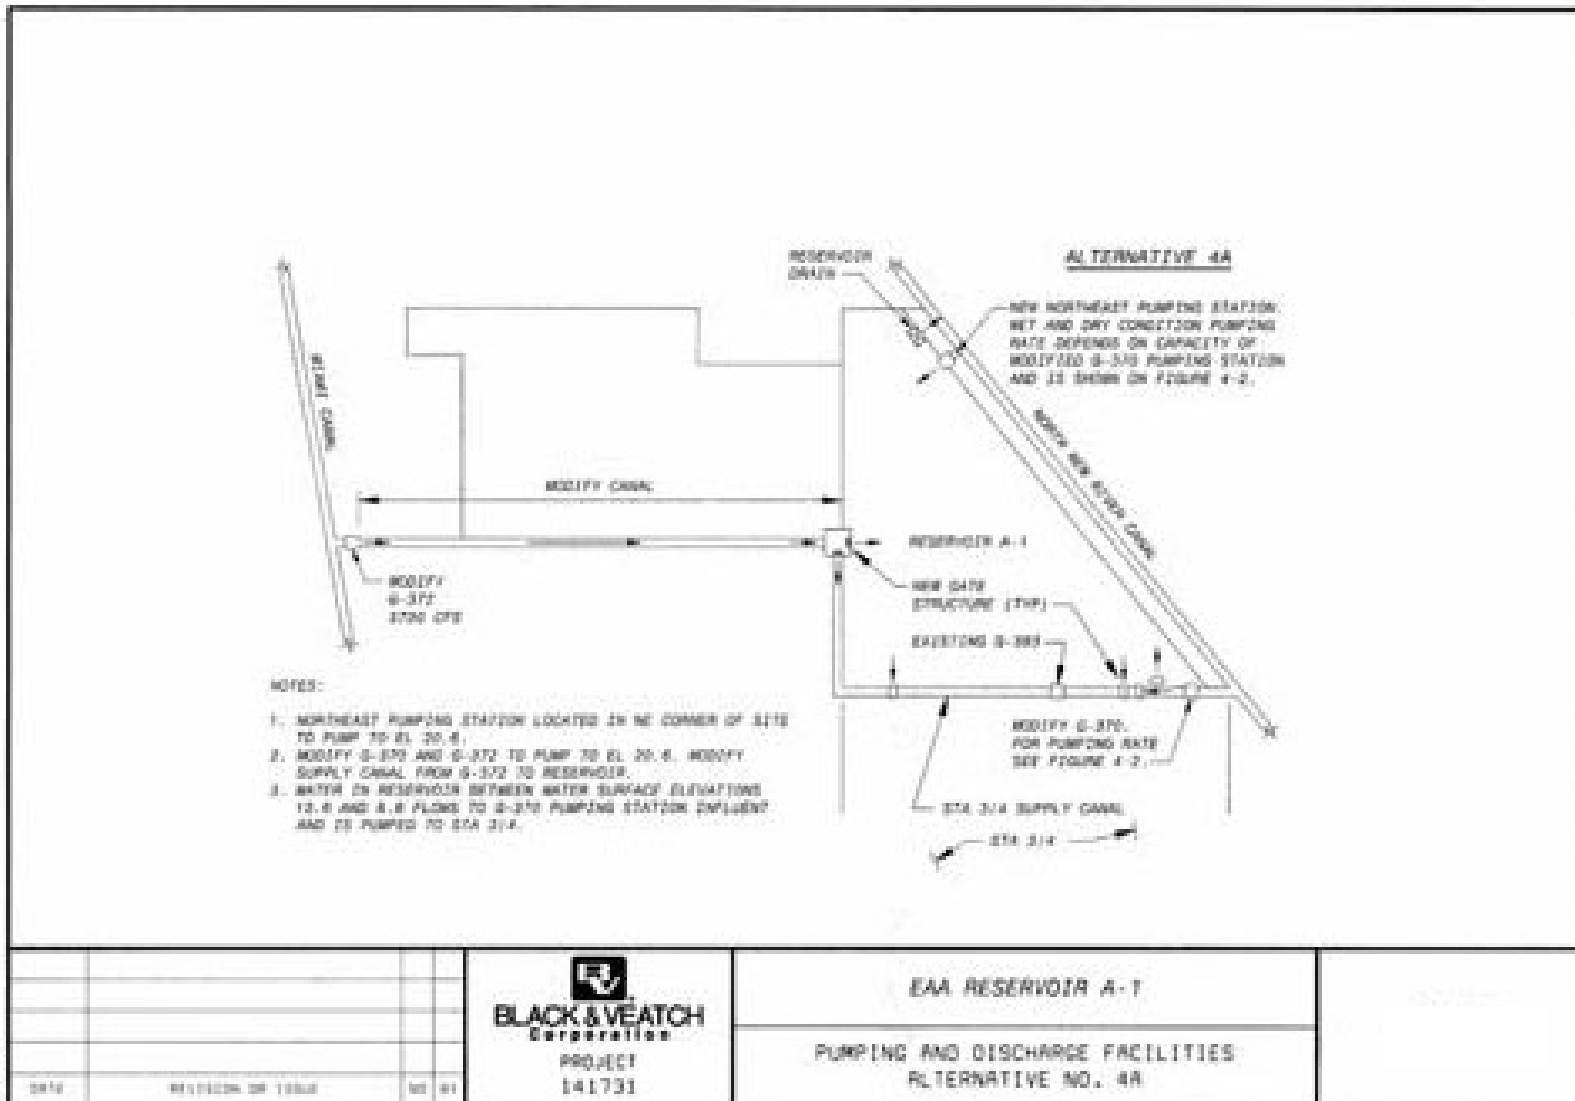 RESERVOIR
DRAIN
ALTERNATIVE 4A
NEW NORTHEAST PUMPING STATION.
WET AND DRY CONDITION PUMPING
RATE DEPENDS ON CAPACITY OF
MODIFIED G-370 PUMPING STATION
AND IS SHOWN ON FIGURE 4-2.
MIAMI CANAL
NORTH NEW RIVER CANAL
MODIFY CANAL
RESERVOIR A-1
MODIFY
G-372
CFS
NEW GATE
STRUCTURE (TYP)
EXISTING
NOTES:
1. NORTHEAST PUMPING STATION LOCATED IN NE CORNER OF SITE
TO PUMP TO EL 20.6.
2. MODIFY G-370 AND G-372 TO PUMP TO EL 20.6. MODIFY
SUPPLY CANAL FROM G-372 TO RESERVOIR.
3. WATER IN RESERVOIR BETWEEN WATER SURFACE ELEVATIONS
AND FLOWS TO G-370 PUMPING STATION INFLUENT
AND IS PUMPED TO STA 3/4.
MODIFY G-370.
FOR PUMPING RATE
SEE FIGURE 4-2.
STA 3/4 SUPPLY CANAL
STA 3/4
BV
BLACK & VEATCH
Corporation
PROJECT
141731
EAA RESERVOIR A-1
PUMPING AND DISCHARGE FACILITIES
ALTERNATIVE NO. 4A
DATE
REVISION OR ISSUE